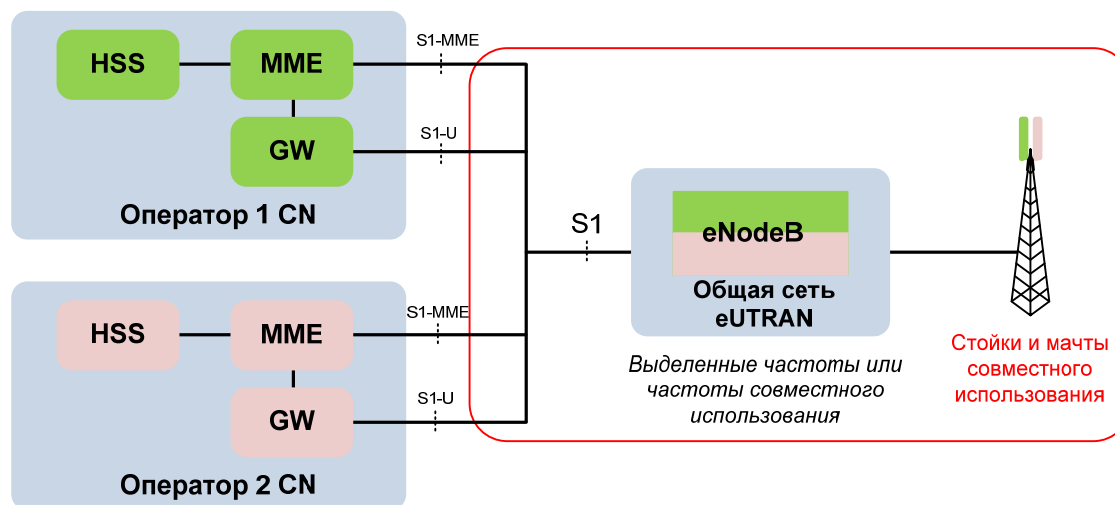 HSS
MME
GW
Оператор 1 CN
S1-MME
S1-U
HSS
MME
GW
Оператор 2 CN
S1-MME
S1-U
S1
eNodeB
Общая сеть
eUTRAN
Выделенные частоты или
частоты совместного
использования
Стойки и мачты
совместного
использования